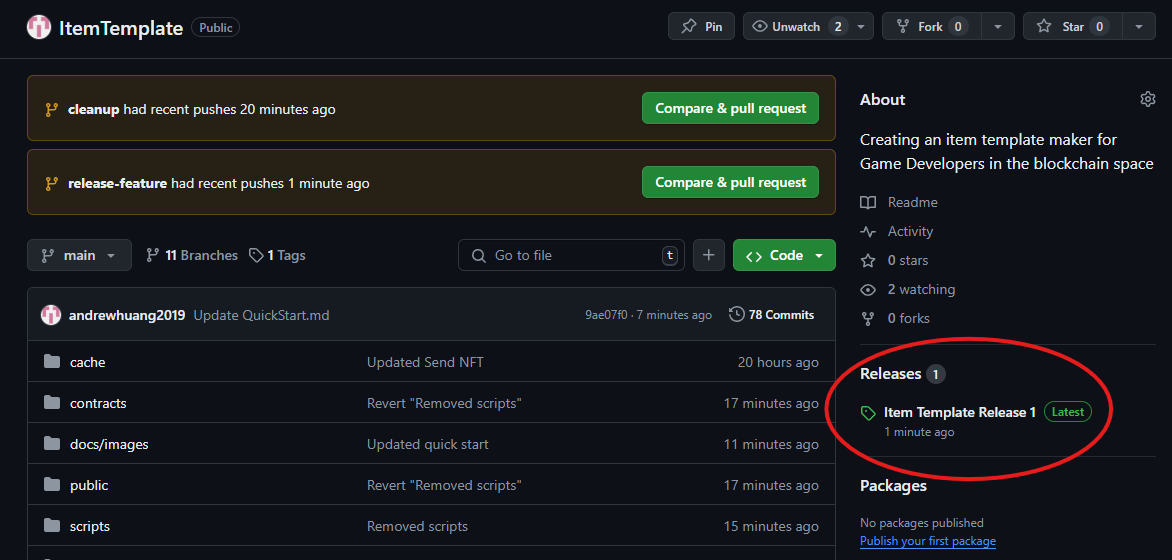 ItemTemplate Public Pin Unwatch 2 Fork 0 Star 0
cleanup had recent pushes 20 minutes ago Compare & pull request
release-feature had recent pushes 1 minute ago Compare & pull request
main 11 Branches 1 Tags Go to file t + Code
andrewhuang2019 Update QuickStart.md 9ae07f0 · 7 minutes ago 78 Commits
cache Updated Send NFT 20 hours ago
contracts Revert "Removed scripts" 17 minutes ago
docs/images Updated quick start 11 minutes ago
public Revert "Removed scripts" 17 minutes ago
scripts Removed scripts 15 minutes ago
About
Creating an item template maker for
Game Developers in the blockchain space
Readme
Activity
0 stars
2 watching
0 forks
Releases 1
Item Template Release 1 Latest
1 minute ago
Packages
No packages published
Publish your first package